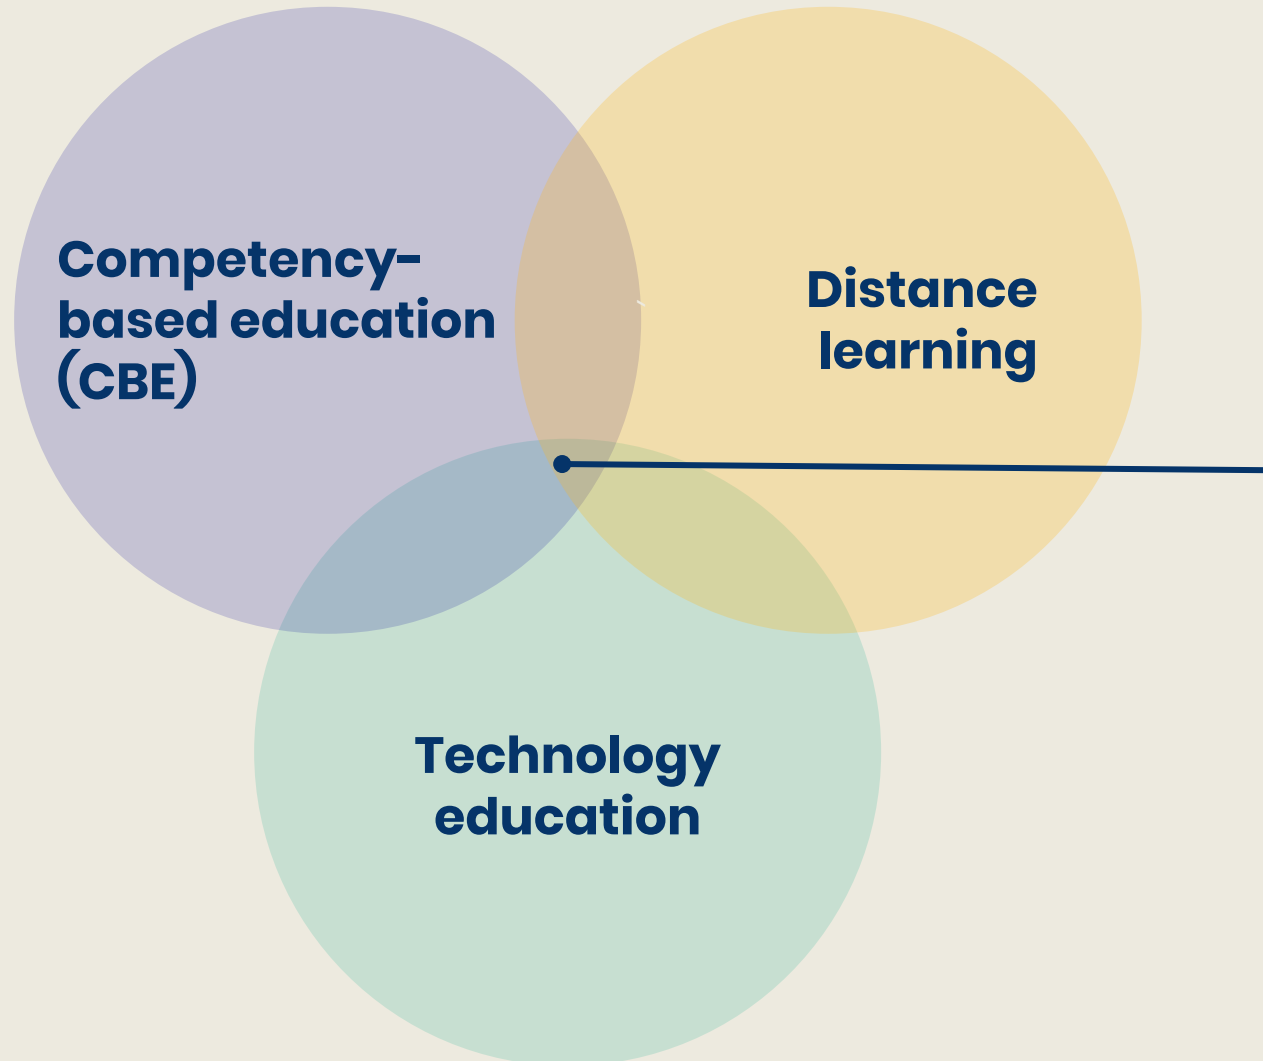 Competency-
based education
(CBE)
Distance
learning
Technology
education